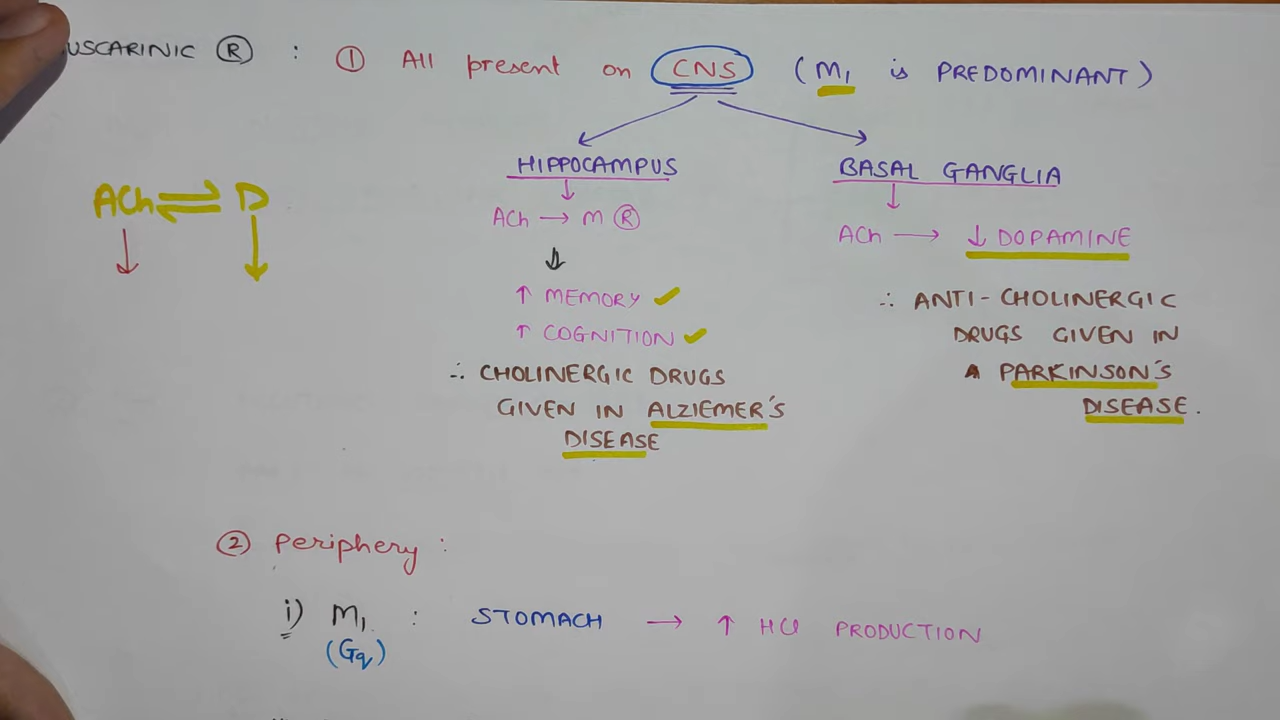 USCARINIC Ⓡ : ① All present on CNS (M₁ is PREDOMINANT)
HIPPOCAMPUS
ACh → M Ⓡ
↓
↑ MEMORY ✓
↑ COGNITION ✓
∴ CHOLINERGIC DRUGS
GIVEN IN ALZIEMER'S
DISEASE
BASAL GANGLIA
ACh → ↓ DOPAMINE
∴ ANTI-CHOLINERGIC
DRUGS GIVEN IN
PARKINSON'S
DISEASE.
ACh ⇌ D
② Periphery :
i) M₁ : STOMACH → ↑ HCl PRODUCTION
(Gq)